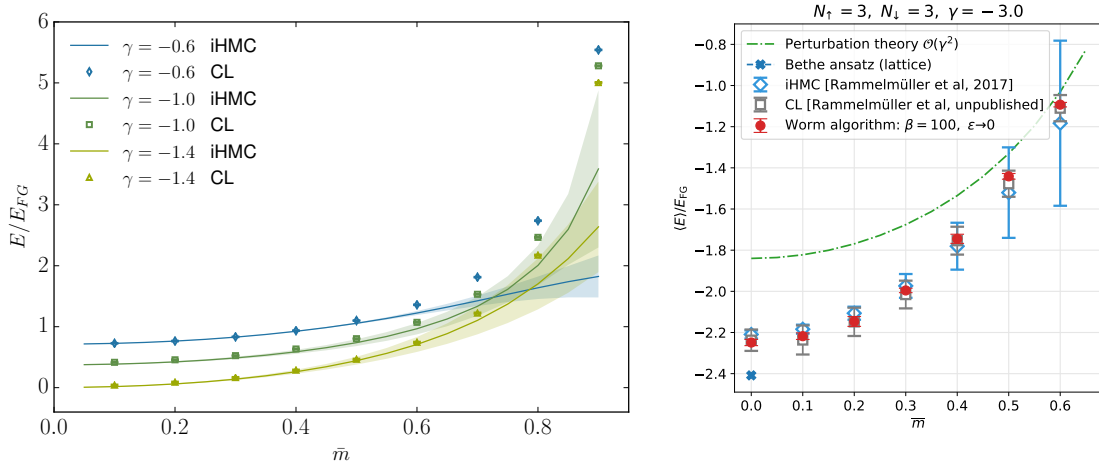 6
5
4
3
2
1
0
E/E_{FG}
γ = −0.6 iHMC
γ = −0.6 CL
γ = −1.0 iHMC
γ = −1.0 CL
γ = −1.4 iHMC
γ = −1.4 CL
0.0 0.2 0.4 0.6 0.8
m̄
N↑ = 3, N↓ = 3, γ = −3.0
Perturbation theory 𝒪(γ²)
Bethe ansatz (lattice)
iHMC [Rammelmüller et al, 2017]
CL [Rammelmüller et al, unpublished]
Worm algorithm: β = 100, ε→0
−0.8
−1.0
−1.2
−1.4
−1.6
−1.8
−2.0
−2.2
−2.4
⟨E⟩/E_{FG}
0.0 0.1 0.2 0.3 0.4 0.5 0.6
m̅